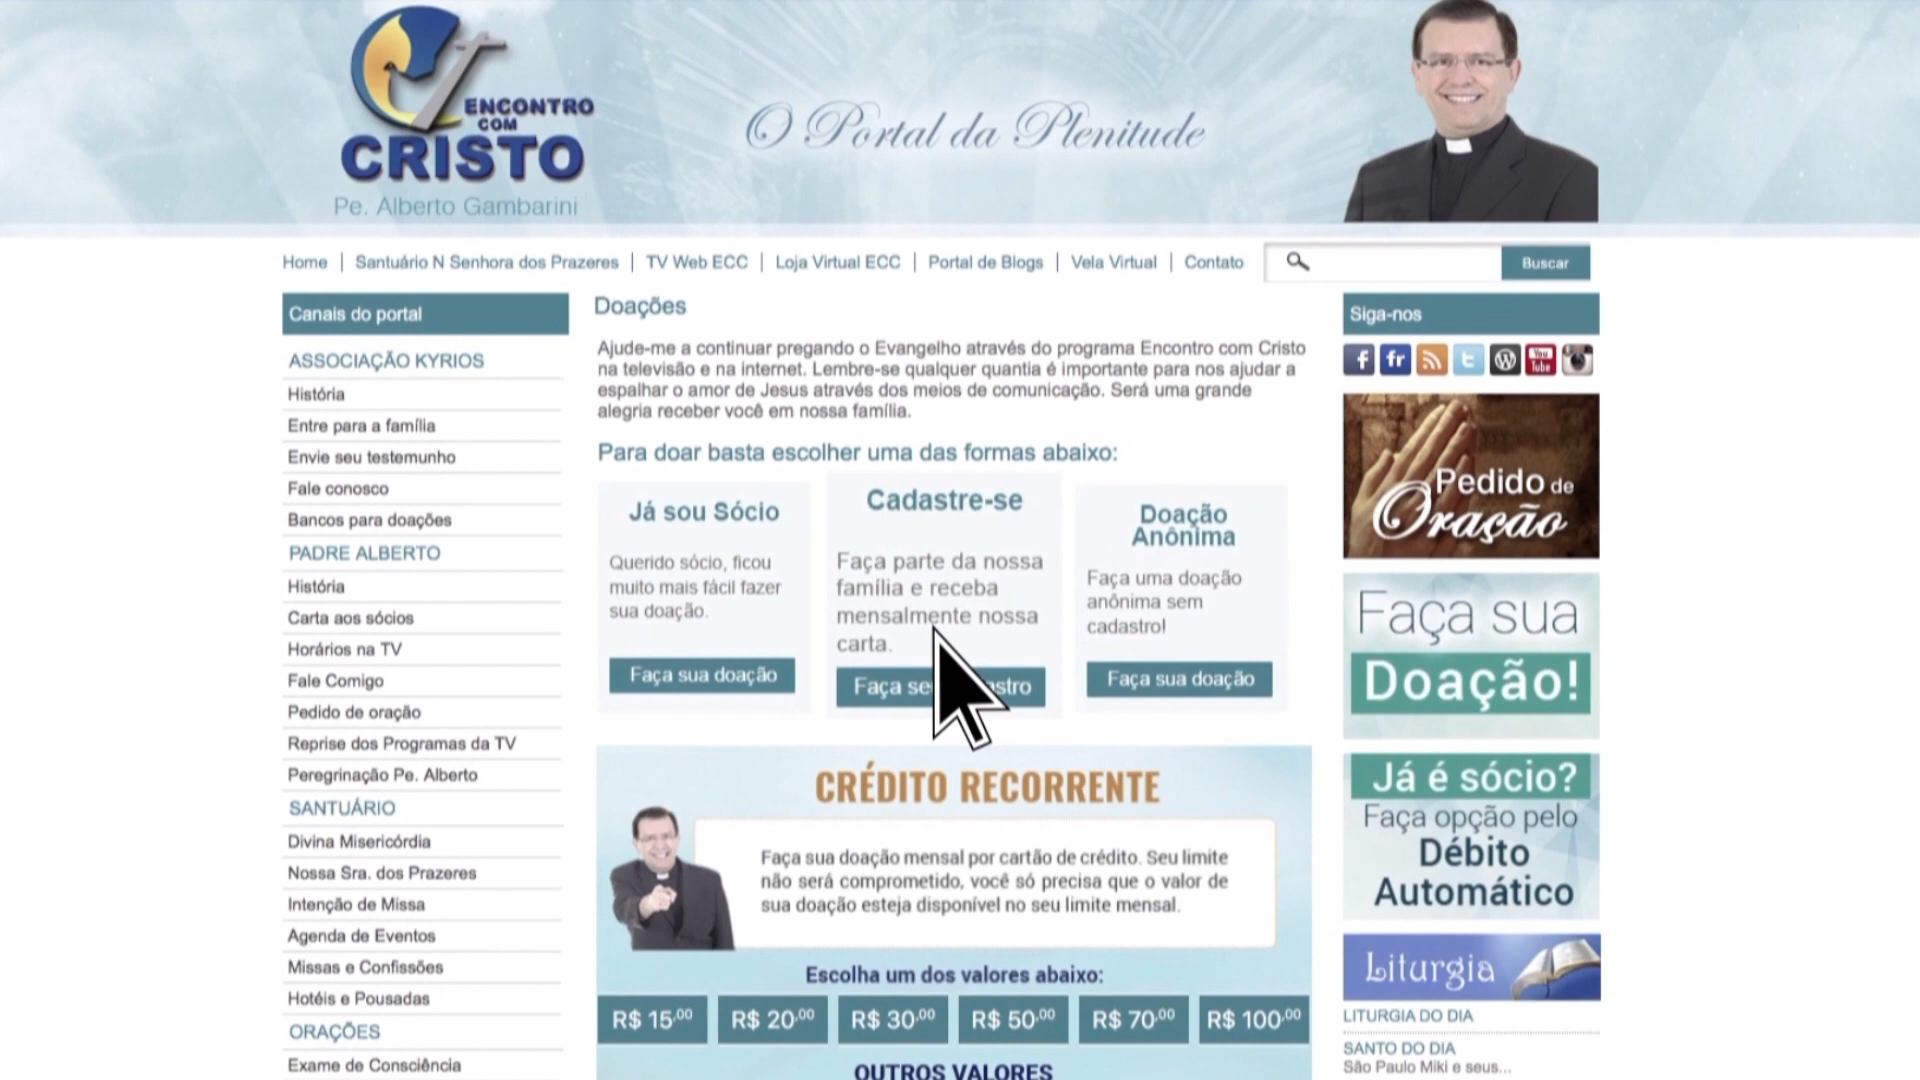 ENCONTRO
COM
CRISTO
Pe. Alberto Gambarini
O Portal da Plenitude
Home | Santuário N Senhora dos Prazeres | TV Web ECC | Loja Virtual ECC | Portal de Blogs | Vela Virtual | Contato
Buscar
Canais do portal
ASSOCIAÇÃO KYRIOS
História
Entre para a família
Envie seu testemunho
Fale conosco
Bancos para doações
PADRE ALBERTO
História
Carta aos sócios
Horários na TV
Fale Comigo
Pedido de oração
Reprise dos Programas da TV
Peregrinação Pe. Alberto
SANTUÁRIO
Divina Misericórdia
Nossa Sra. dos Prazeres
Intenção de Missa
Agenda de Eventos
Missas e Confissões
Hotéis e Pousadas
ORAÇÕES
Exame de Consciência
Doações
Ajude-me a continuar pregando o Evangelho através do programa Encontro com Cristo
na televisão e na internet. Lembre-se qualquer quantia é importante para nos ajudar a
espalhar o amor de Jesus através dos meios de comunicação. Será uma grande
alegria receber você em nossa família.
Para doar basta escolher uma das formas abaixo:
Já sou Sócio
Querido sócio, ficou
muito mais fácil fazer
sua doação.
Faça sua doação
Cadastre-se
Faça parte da nossa
família e receba
mensalmente nossa
carta.
Faça se astro
Doação
Anônima
Faça uma doação
anônima sem
cadastro!
Faça sua doação
CRÉDITO RECORRENTE
Faça sua doação mensal por cartão de crédito. Seu limite
não será comprometido, você só precisa que o valor de
sua doação esteja disponível no seu limite mensal.
Escolha um dos valores abaixo:
R$ 15,00 R$ 20,00 R$ 30,00 R$ 50,00 R$ 70,00 R$ 100,00
OUTROS VALORES
Siga-nos
f fr t W You Tube
Pedido de
Oração
Faça sua
Doação!
Já é sócio?
Faça opção pelo
Débito
Automático
Liturgia
LITURGIA DO DIA
SANTO DO DIA
São Paulo Miki e seus...